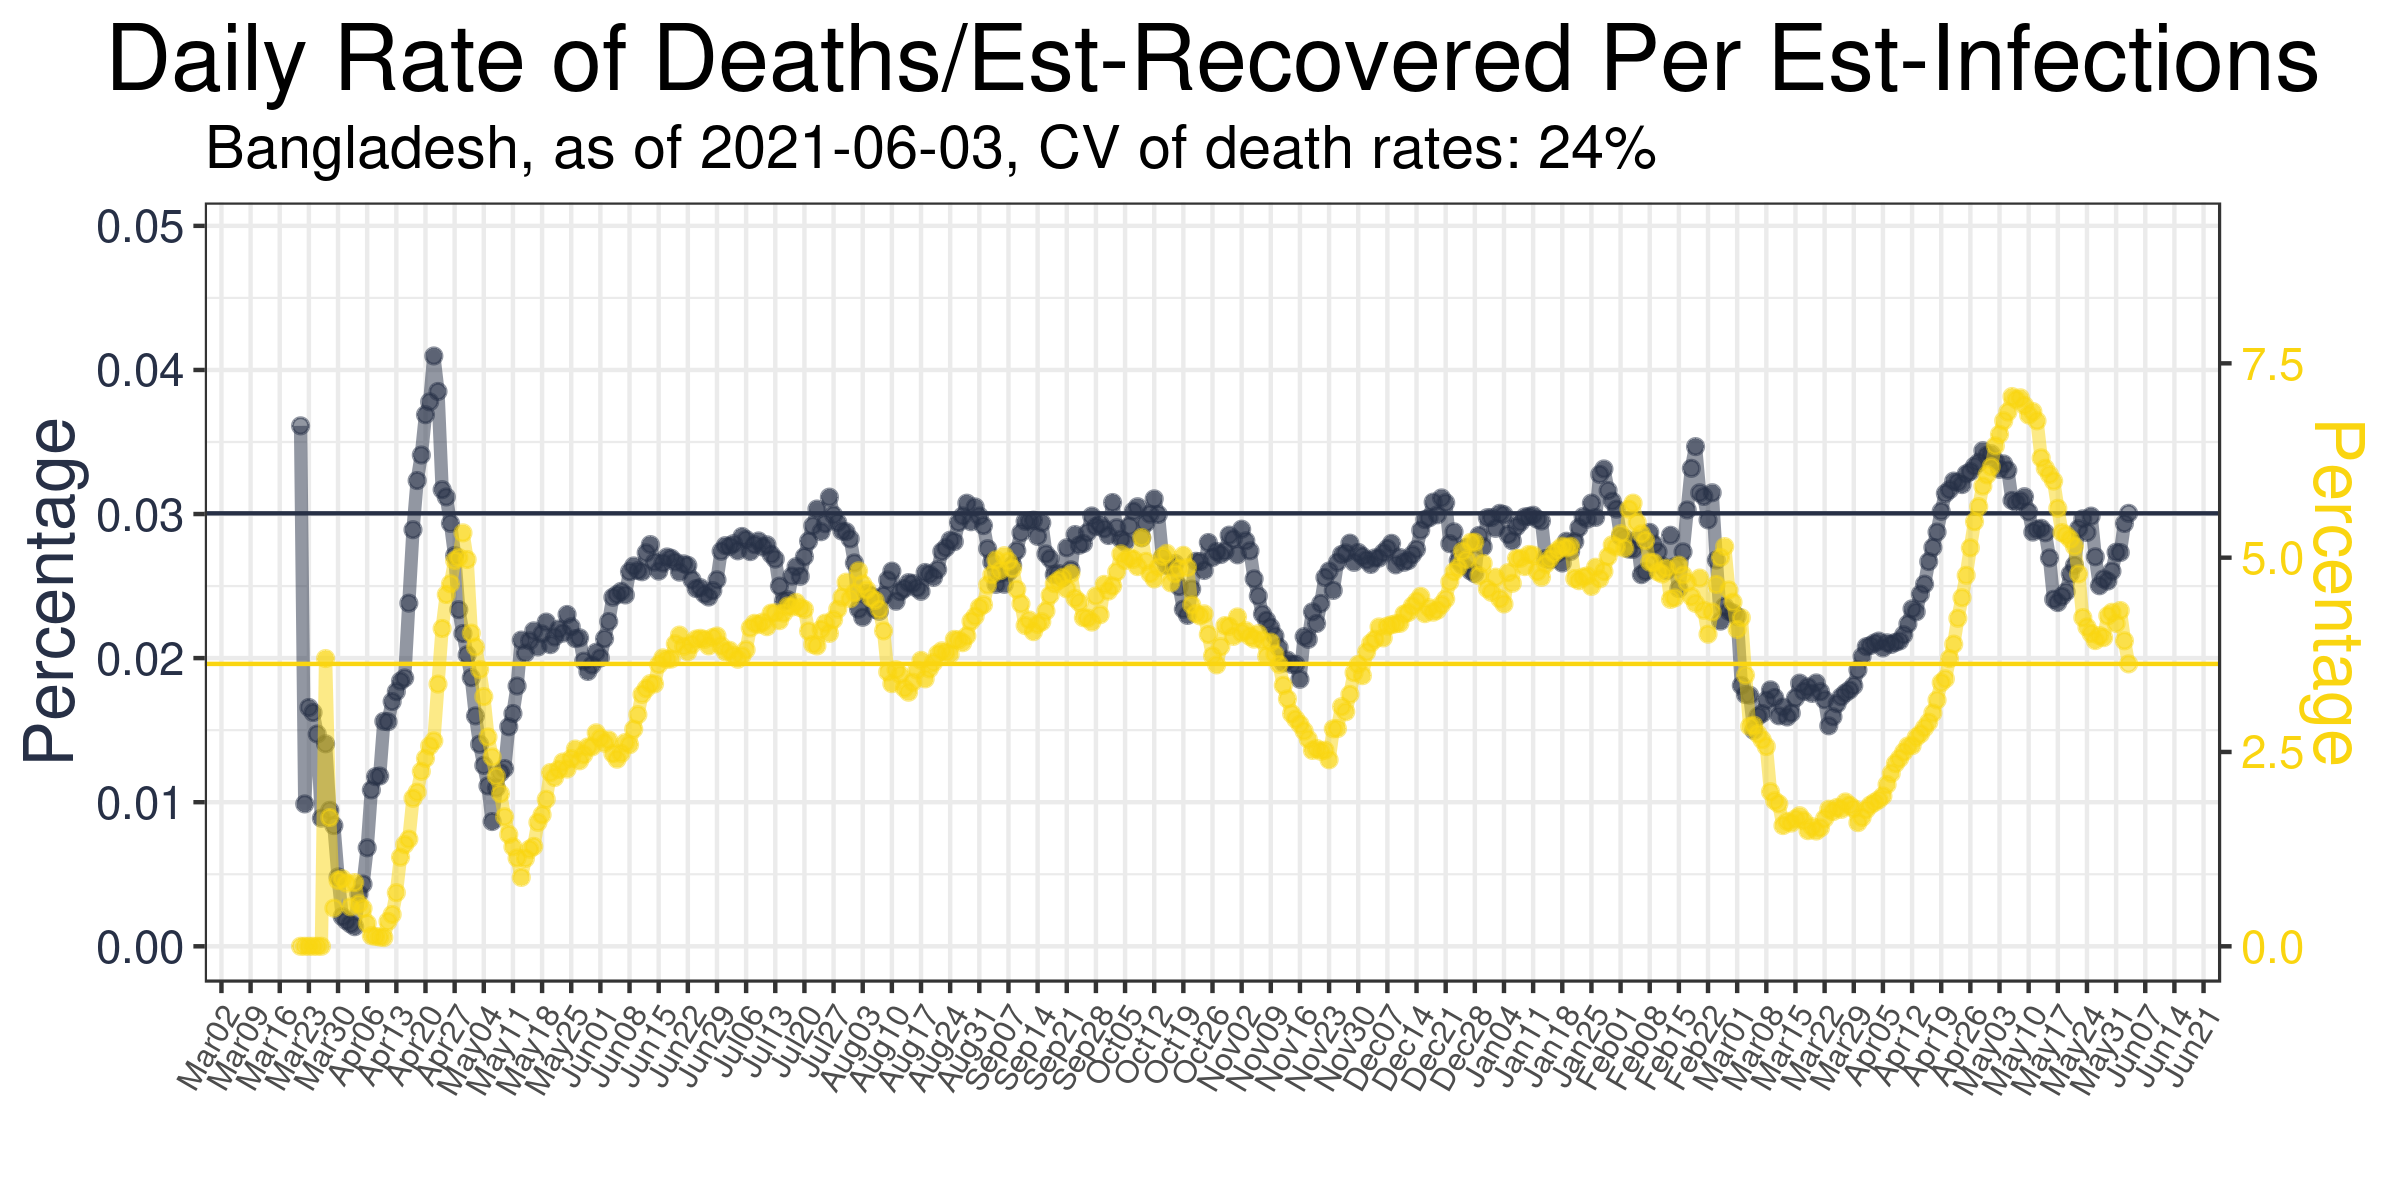 Daily Rate of Deaths/Est-Recovered Per Est-Infections
Bangladesh, as of 2021-06-03, CV of death rates: 24%
Percentage
0.05
0.04
0.03
0.02
0.01
0.00
7.5
5.0
2.5
0.0
Percentage
Mar02
Mar09
Mar16
Mar23
Mar30
Apr06
Apr13
Apr20
Apr27
May04
May11
May18
May25
Jun01
Jun08
Jun15
Jun22
Jun29
Jul06
Jul13
Jul20
Jul27
Aug03
Aug10
Aug17
Aug24
Aug31
Sep07
Sep14
Sep21
Sep28
Oct05
Oct12
Oct19
Oct26
Nov02
Nov09
Nov16
Nov23
Nov30
Dec07
Dec14
Dec21
Dec28
Jan04
Jan11
Jan18
Jan25
Feb01
Feb08
Feb15
Feb22
Mar01
Mar08
Mar15
Mar22
Mar29
Apr05
Apr12
Apr19
Apr26
May03
May10
May17
May24
May31
Jun07
Jun14
Jun21